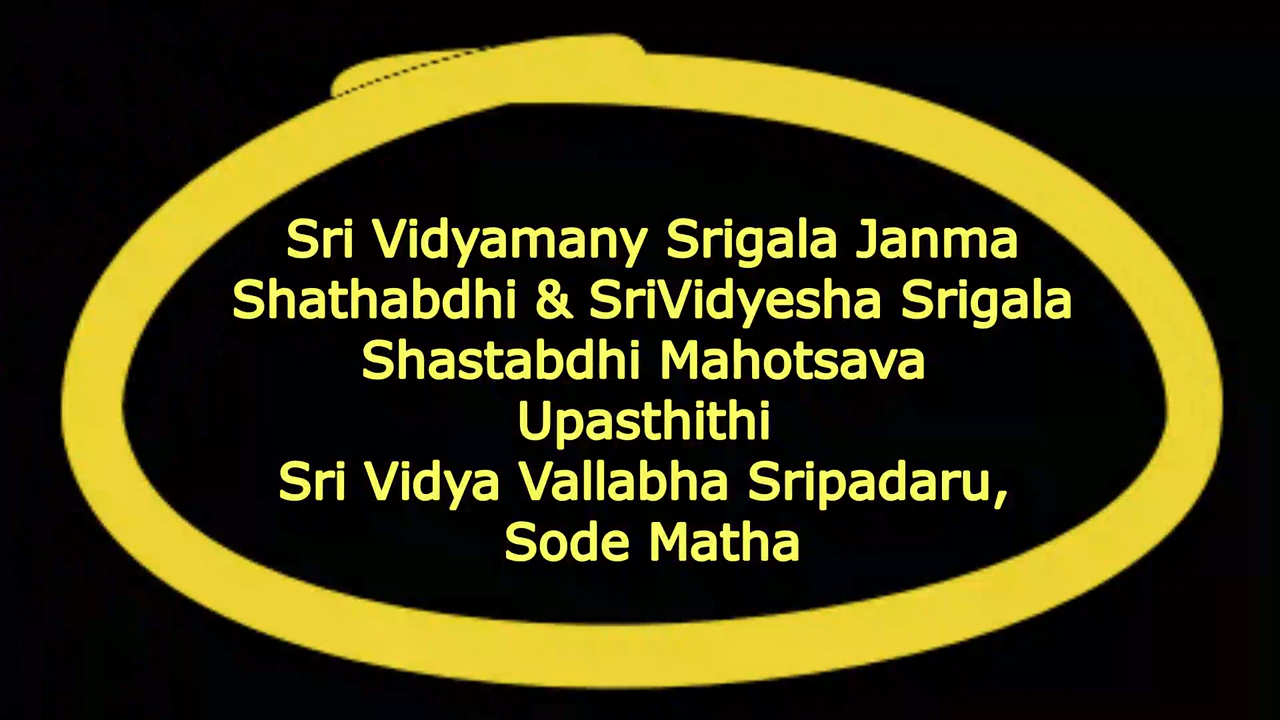 Sri Vidyamany Srigala Janma
Shathabdhi & SriVidyesha Srigala
Shastabdhi Mahotsava
Upasthithi
Sri Vidya Vallabha Sripadaru,
Sode Matha